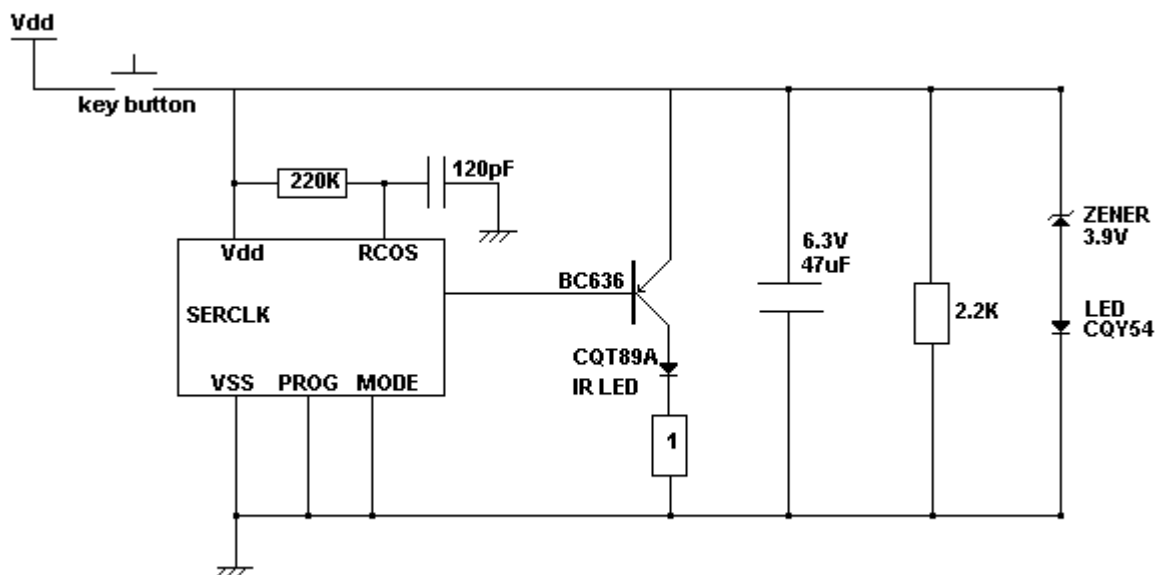 Vdd
key button
220K
120pF
Vdd
RCOS
SERCLK
VSS
PROG
MODE
BC636
CQT89A
IR LED
1
6.3V
47uF
2.2K
ZENER
3.9V
LED
CQY54